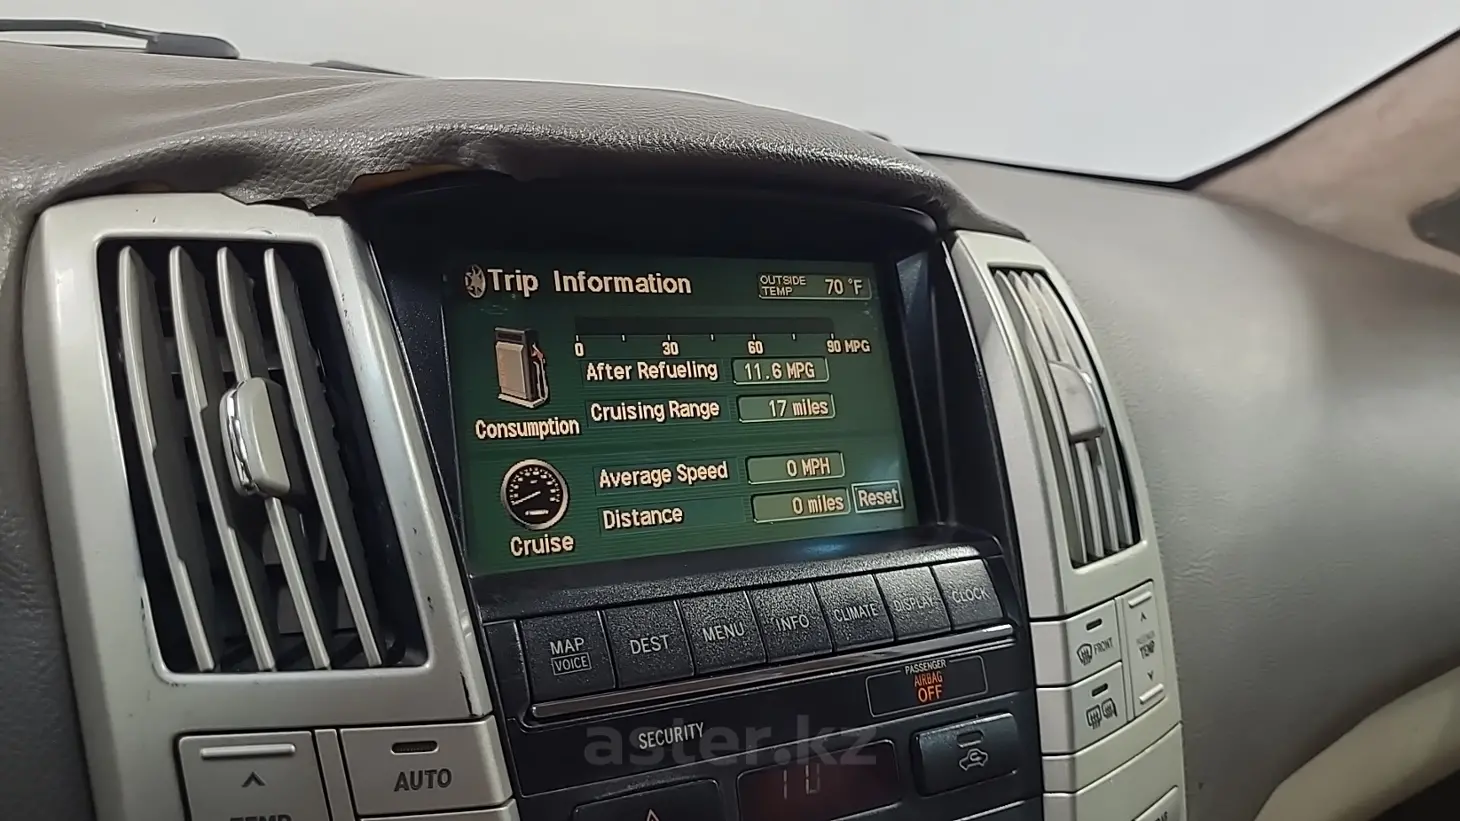 Trip Information
OUTSIDE TEMP 70 °F
0 30 60 90 MPG
After Refueling 11.6 MPG
Cruising Range 17 miles
Consumption
Average Speed 0 MPH
Distance 0 miles Reset
Cruise
MAP VOICE DEST MENU INFO CLIMATE DISPLAY CLOCK
FRONT
TEMP
PASSENGER
AIRBAG
OFF
SECURITY
aster.kz
AUTO
TEMP